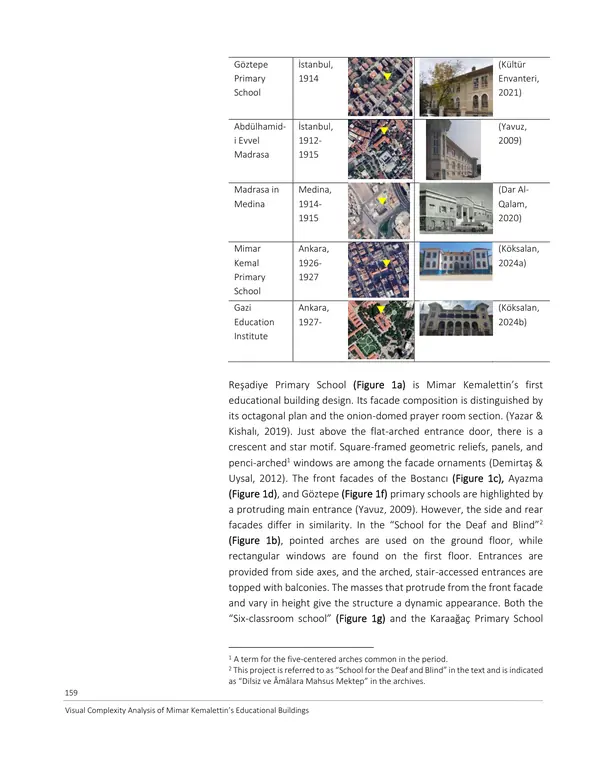 Göztepe İstanbul, (Kültür
Primary 1914 Envanteri,
School 2021)
Abdülhamid- İstanbul, (Yavuz,
i Evvel 1912- 2009)
Madrasa 1915
Madrasa in Medina, (Dar Al-
Medina 1914- Qalam,
1915 2020)
Mimar Ankara, (Köksalan,
Kemal 1926- 2024a)
Primary 1927
School
Gazi Ankara, (Köksalan,
Education 1927- 2024b)
Institute
Reşadiye Primary School (Figure 1a) is Mimar Kemalettin’s first
educational building design. Its facade composition is distinguished by
its octagonal plan and the onion-domed prayer room section. (Yazar &
Kishalı, 2019). Just above the flat-arched entrance door, there is a
crescent and star motif. Square-framed geometric reliefs, panels, and
penci-arched1 windows are among the facade ornaments (Demirtaş &
Uysal, 2012). The front facades of the Bostancı (Figure 1c), Ayazma
(Figure 1d), and Göztepe (Figure 1f) primary schools are highlighted by
a protruding main entrance (Yavuz, 2009). However, the side and rear
facades differ in similarity. In the “School for the Deaf and Blind”2
(Figure 1b), pointed arches are used on the ground floor, while
rectangular windows are found on the first floor. Entrances are
provided from side axes, and the arched, stair-accessed entrances are
topped with balconies. The masses that protrude from the front facade
and vary in height give the structure a dynamic appearance. Both the
“Six-classroom school” (Figure 1g) and the Karaağaç Primary School
1 A term for the five-centered arches common in the period.
2 This project is referred to as “School for the Deaf and Blind” in the text and is indicated
as “Dilsiz ve Âmâlara Mahsus Mektep” in the archives.
159
Visual Complexity Analysis of Mimar Kemalettin’s Educational Buildings